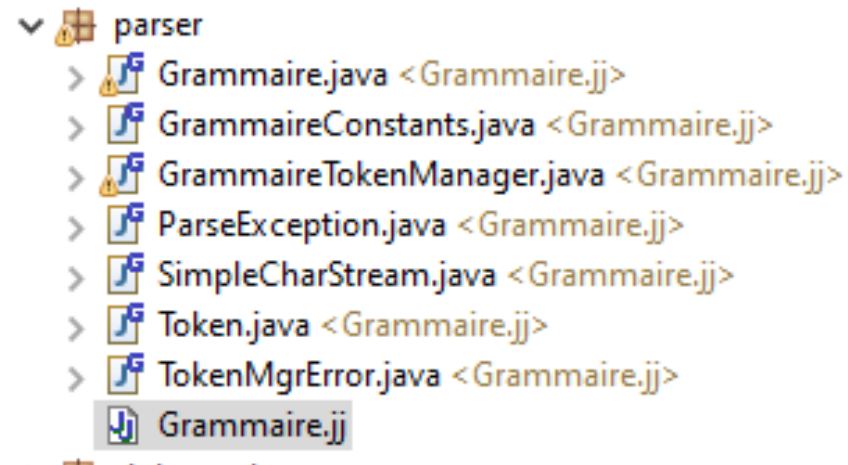 parser
Grammaire.java <Grammaire.jj>
GrammaireConstants.java <Grammaire.jj>
GrammaireTokenManager.java <Grammaire.jj>
ParseException.java <Grammaire.jj>
SimpleCharStream.java <Grammaire.jj>
Token.java <Grammaire.jj>
TokenMgrError.java <Grammaire.jj>
Grammaire.jj